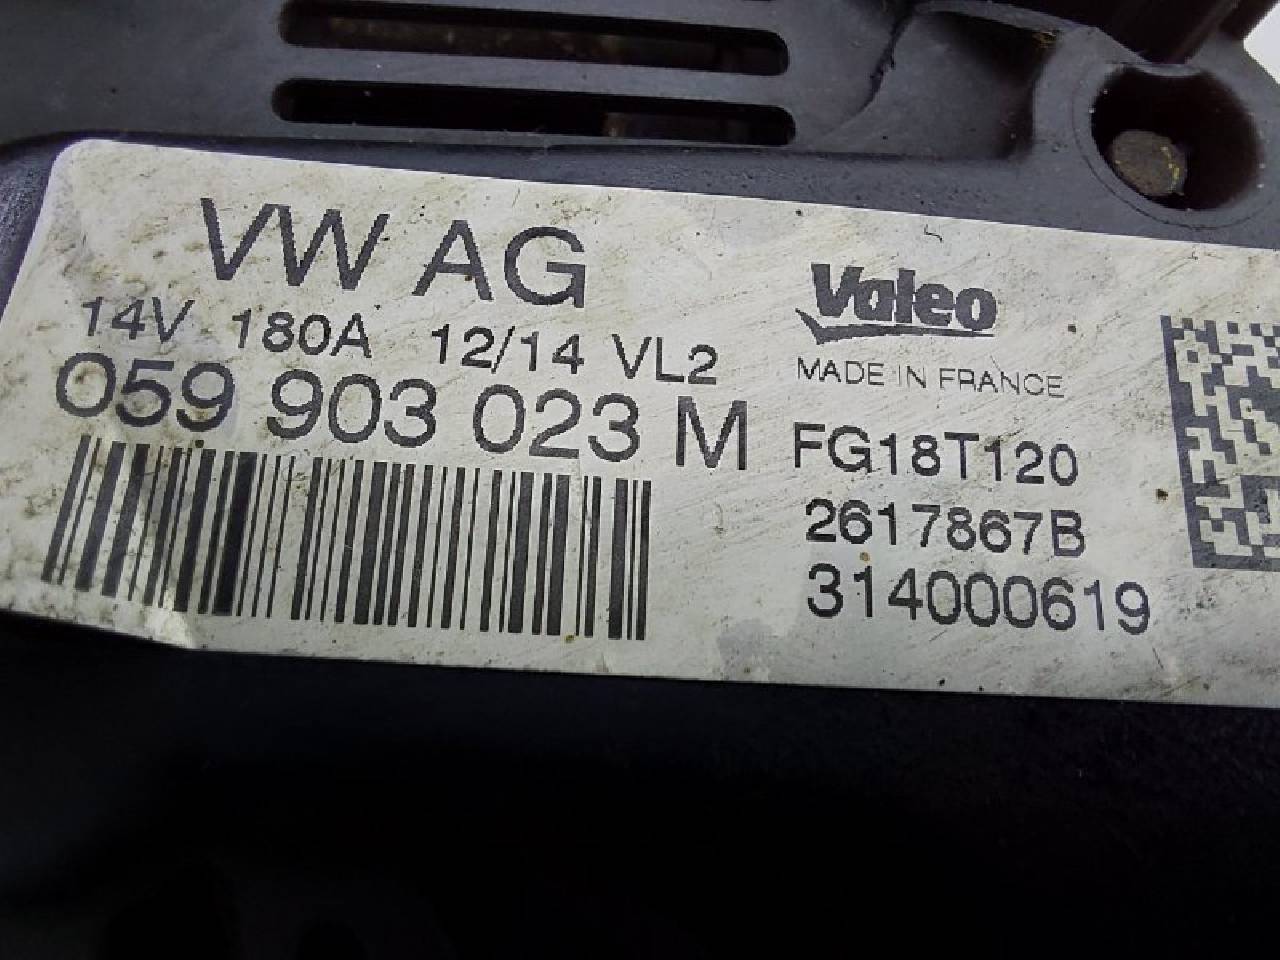 VW AG
14V 180A 12/14 VL2
059 903 023 M
Valeo
MADE IN FRANCE
FG18T120
2617867B
314000619